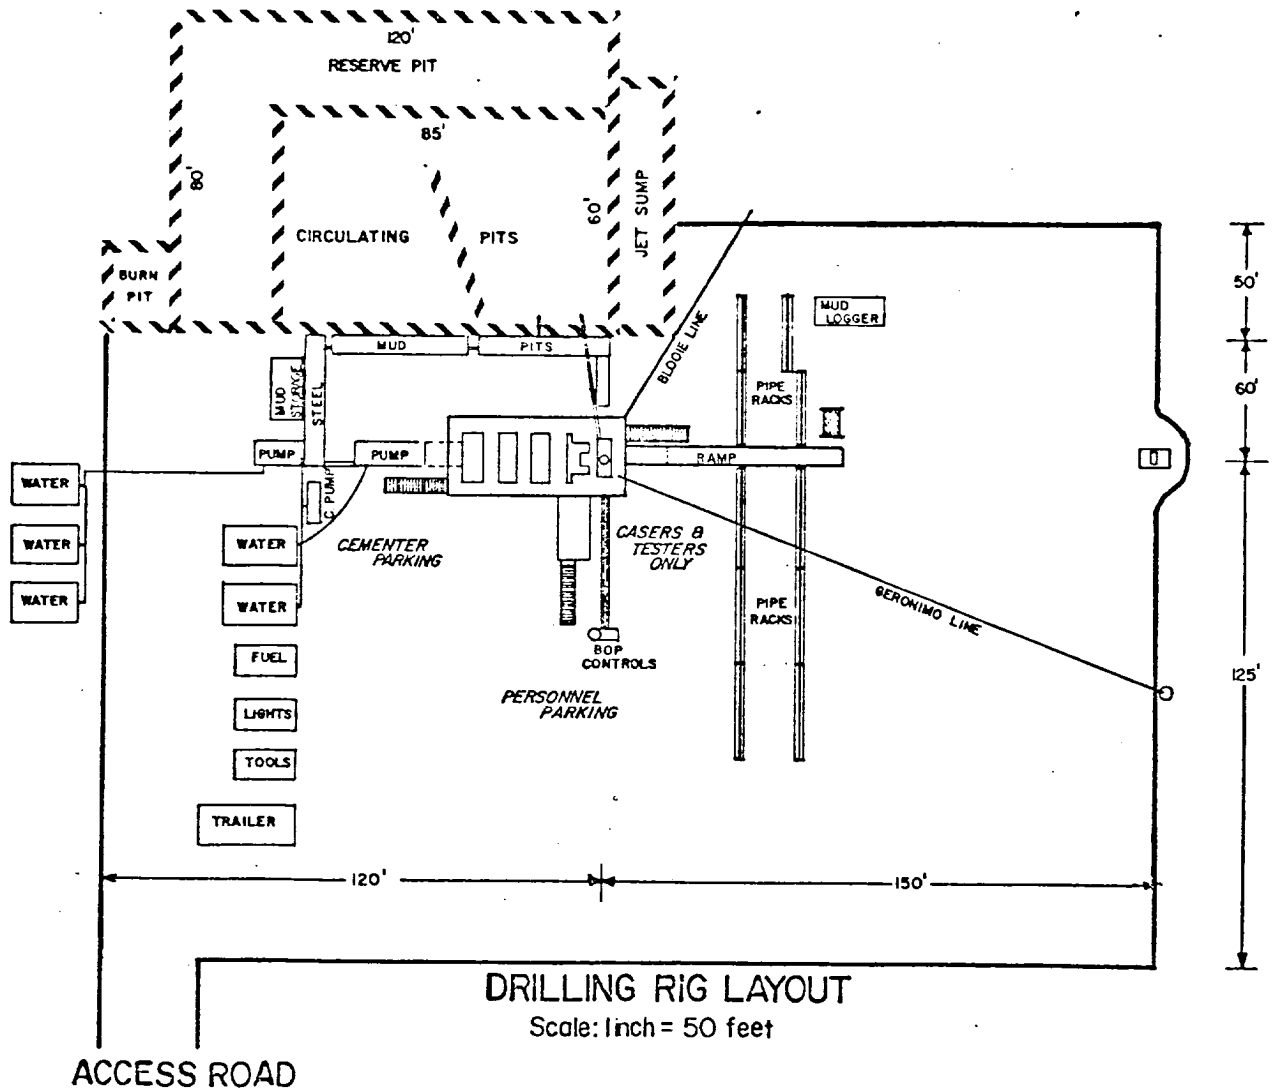 120'
RESERVE PIT
85'
80'
60'
JET SUMP
CIRCULATING PITS
BURN
PIT
50'
MUD
LOGGER
BLOOIE LINE
MUD PITS
MUD
STORAGE
STEEL
PIPE
RACKS
60'
PUMP
PUMP
RAMP
WATER
C PUMP
WATER
WATER
CEMENTER
PARKING
CASERS &
TESTERS
ONLY
WATER
WATER
PIPE
RACKS
GERONIMO LINE
FUEL
BOP
CONTROLS
125'
PERSONNEL
PARKING
LIGHTS
TOOLS
TRAILER
120'
150'
DRILLING RIG LAYOUT
Scale: 1 inch = 50 feet
ACCESS ROAD